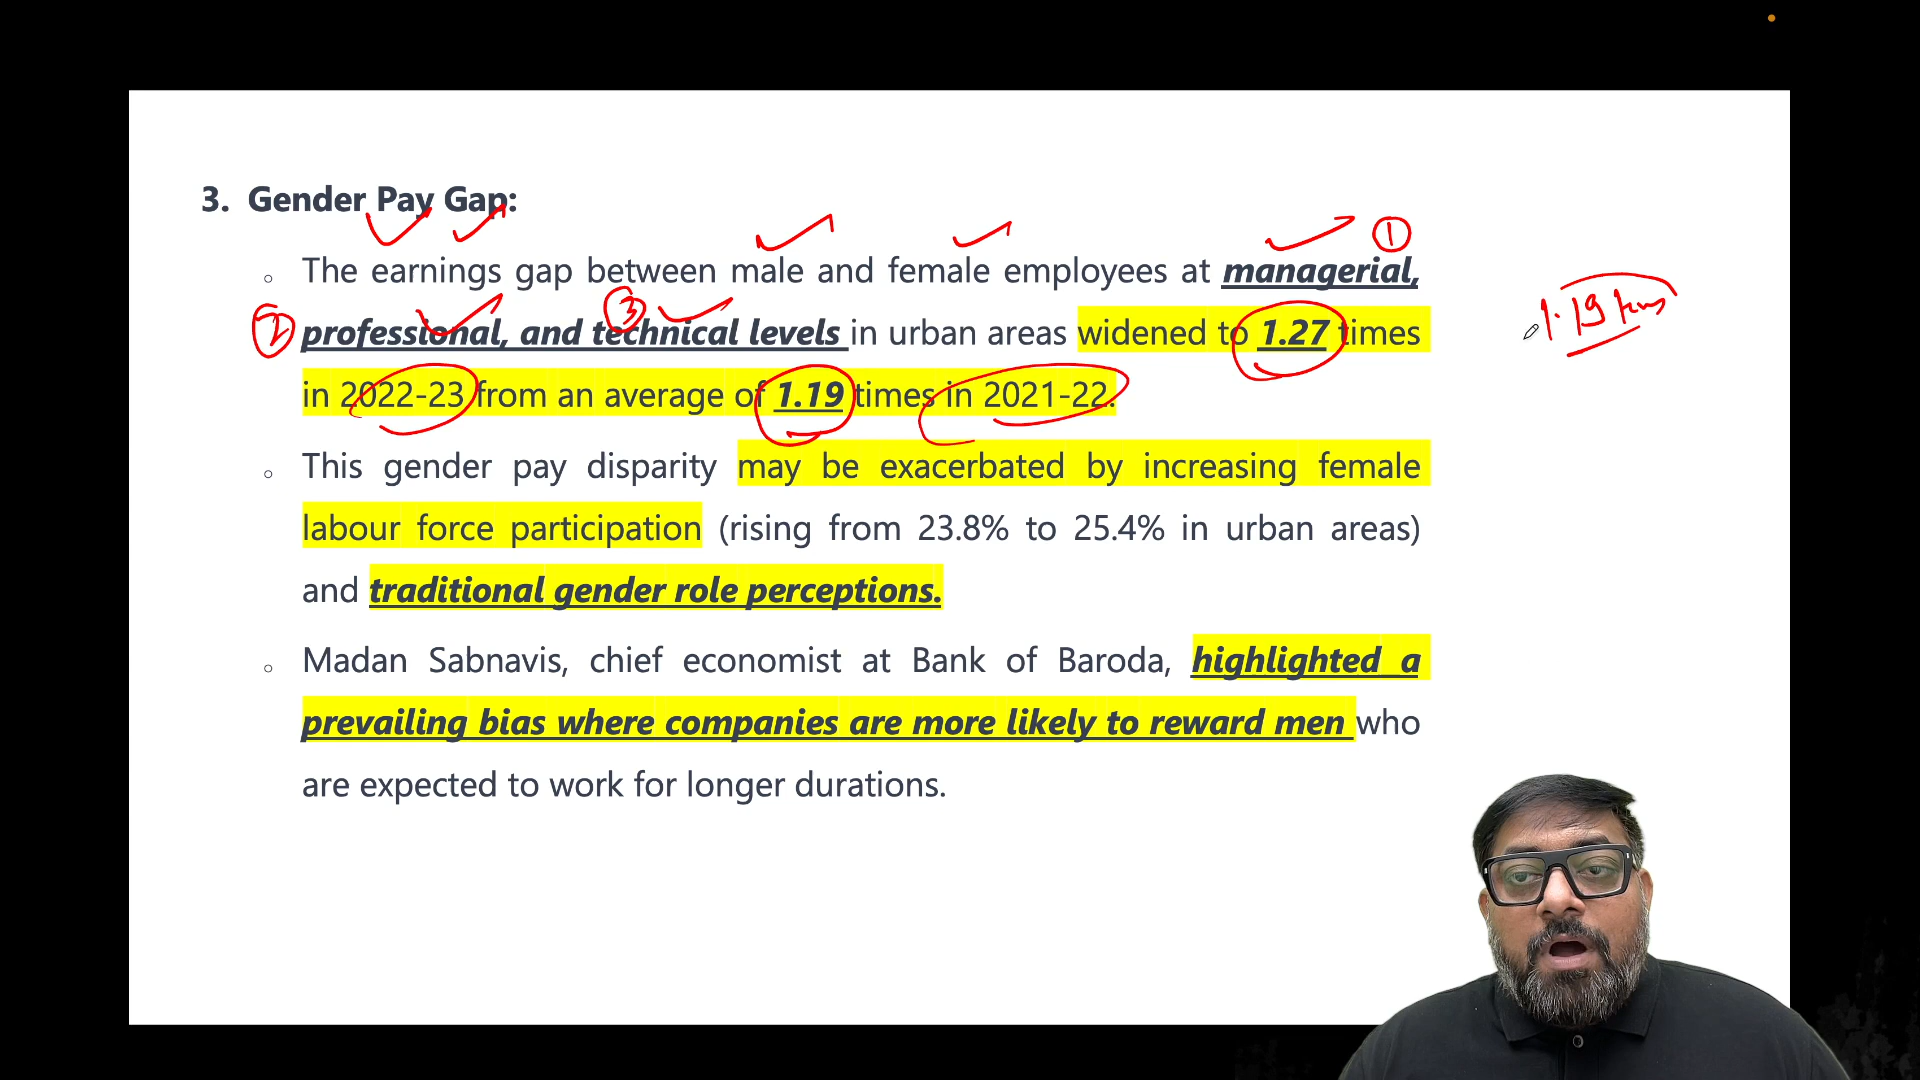 3. Gender Pay Gap:
①
○ The earnings gap between male and female employees at managerial,
② ③
professional, and technical levels in urban areas widened to 1.27 times
1.19 times
in 2022-23 from an average of 1.19 times in 2021-22.
○ This gender pay disparity may be exacerbated by increasing female
labour force participation (rising from 23.8% to 25.4% in urban areas)
and traditional gender role perceptions.
○ Madan Sabnavis, chief economist at Bank of Baroda, highlighted a
prevailing bias where companies are more likely to reward men who
are expected to work for longer durations.